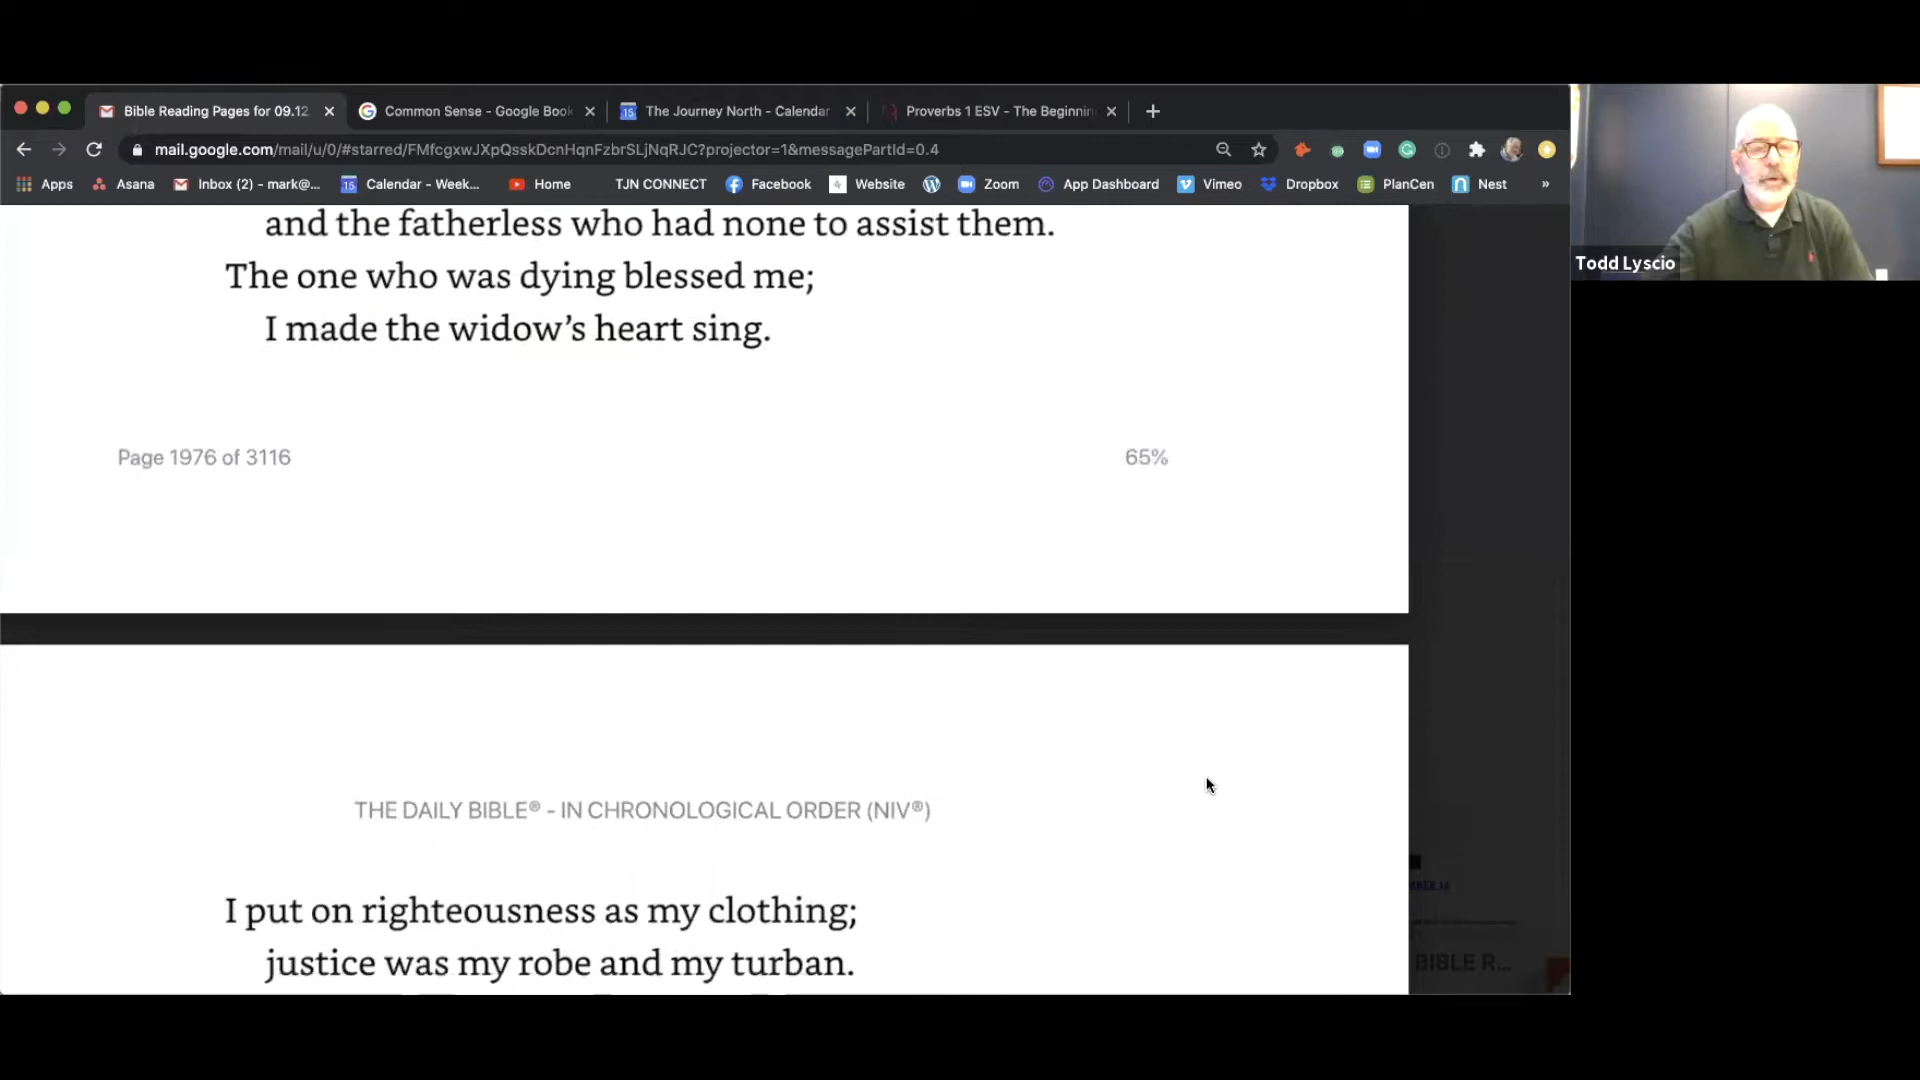 Bible Reading Pages for 09.12
Common Sense - Google Book
The Journey North - Calendar
Proverbs 1 ESV - The Beginnin
mail.google.com/mail/u/0/#starred/FMfcgxwJXpQsskDcnHqnFzbrSLjNqRJC?projector=1&messagePartId=0.4
Apps Asana Inbox (2) - mark@... 15 Calendar - Week... Home TJN CONNECT Facebook Website Zoom App Dashboard Vimeo Dropbox PlanCen Nest »
and the fatherless who had none to assist them.
The one who was dying blessed me;
I made the widow’s heart sing.
Page 1976 of 3116 65%
THE DAILY BIBLE® - IN CHRONOLOGICAL ORDER (NIV®)
I put on righteousness as my clothing;
justice was my robe and my turban.
BIBLE R...
Todd Lyscio